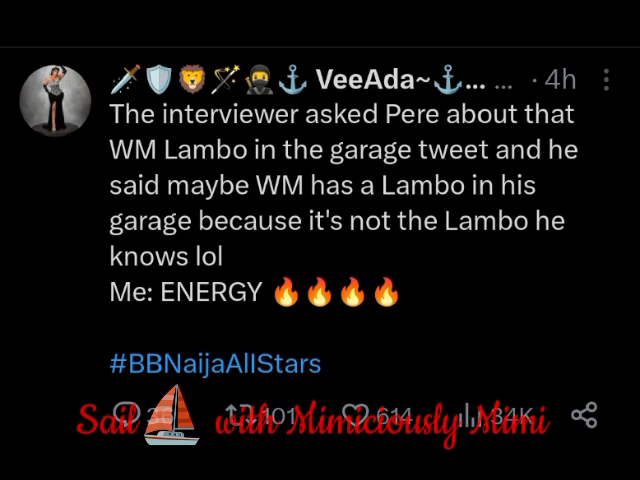 🗡️🛡️🦁🪄🥷⚓ VeeAda~⚓... ... · 4h
The interviewer asked Pere about that
WM Lambo in the garage tweet and he
said maybe WM has a Lambo in his
garage because it's not the Lambo he
knows lol
Me: ENERGY 🔥🔥🔥🔥
#BBNaijaAllStars
101 614 34K
Sail with Mimiciously Mimi